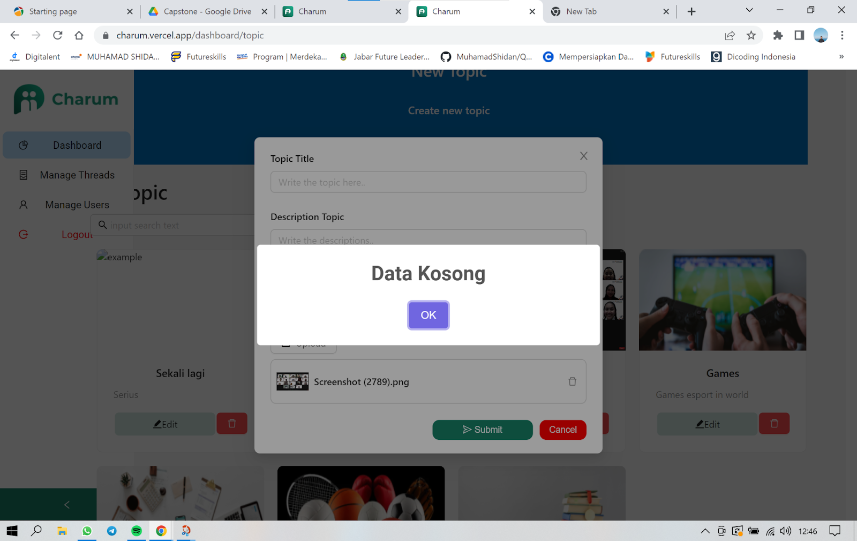 Starting page
Capstone - Google Drive
Charum
Charum
New Tab
charum.vercel.app/dashboard/topic
Digitalent
MUHAMAD SHIDA...
Futureskills
Program | Merdeka...
Jabar Future Leader...
MuhamadShidan/Q...
Mempersiapkan Da...
Futureskills
Dicoding Indonesia
»
Charum
New Topic
Create new topic
Dashboard
Manage Threads
Manage Users
Logout
opic
input search text
Topic Title
Write the topic here..
Description Topic
Write the descriptions..
Data Kosong
OK
Upload
Screenshot (2789).png
Submit
Cancel
example
Sekali lagi
Serius
Edit
Games
Games esport in world
Edit
12:46